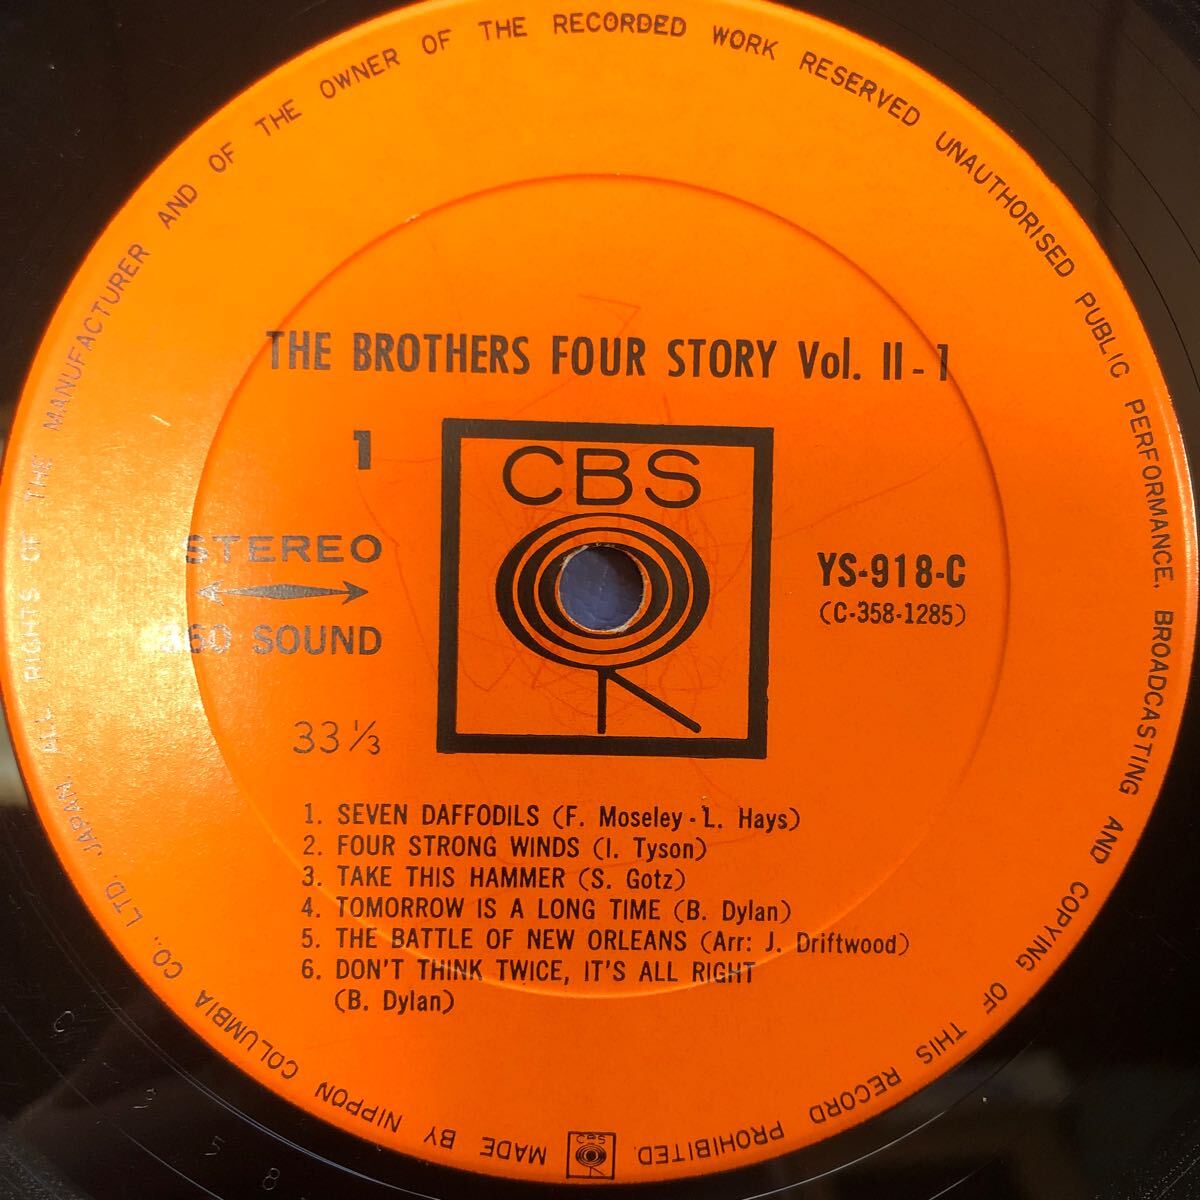 THE BROTHERS FOUR STORY Vol. II-1
1
CBS
STEREO
360 SOUND
YS-918-C
(C-358-1285)
33 1/3
1. SEVEN DAFFODILS (F. Moseley-L. Hays)
2. FOUR STRONG WINDS (I. Tyson)
3. TAKE THIS HAMMER (S. Gotz)
4. TOMORROW IS A LONG TIME (B. Dylan)
5. THE BATTLE OF NEW ORLEANS (Arr: J. Driftwood)
6. DON'T THINK TWICE, IT'S ALL RIGHT
(B. Dylan)
MADE BY NIPPON COLUMBIA CO., LTD. JAPAN. ALL RIGHTS OF THE MANUFACTURER AND OF THE OWNER OF THE RECORDED WORK RESERVED UNAUTHORISED PUBLIC PERFORMANCE, BROADCASTING AND COPYING OF THIS RECORD PROHIBITED.
CBS